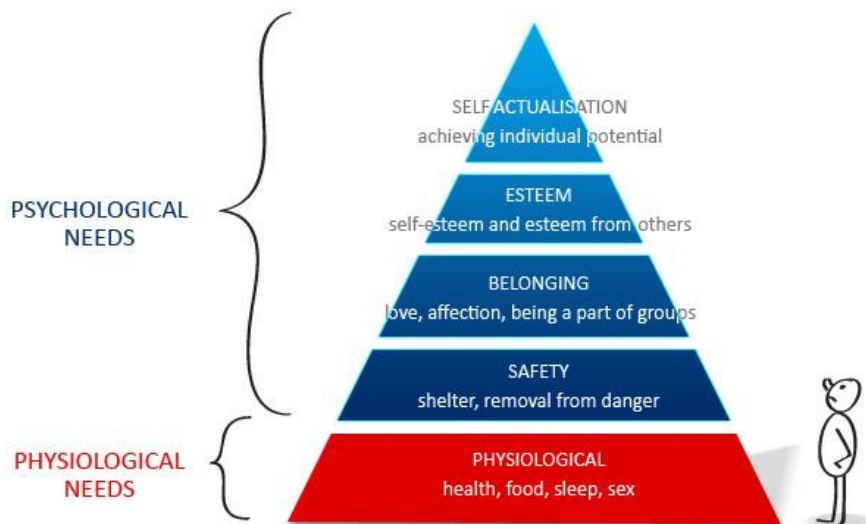 SELF ACTUALISATION
achieving individual potential
ESTEEM
self-esteem and esteem from others
PSYCHOLOGICAL
NEEDS
BELONGING
love, affection, being a part of groups
SAFETY
shelter, removal from danger
PHYSIOLOGICAL
NEEDS
PHYSIOLOGICAL
health, food, sleep, sex